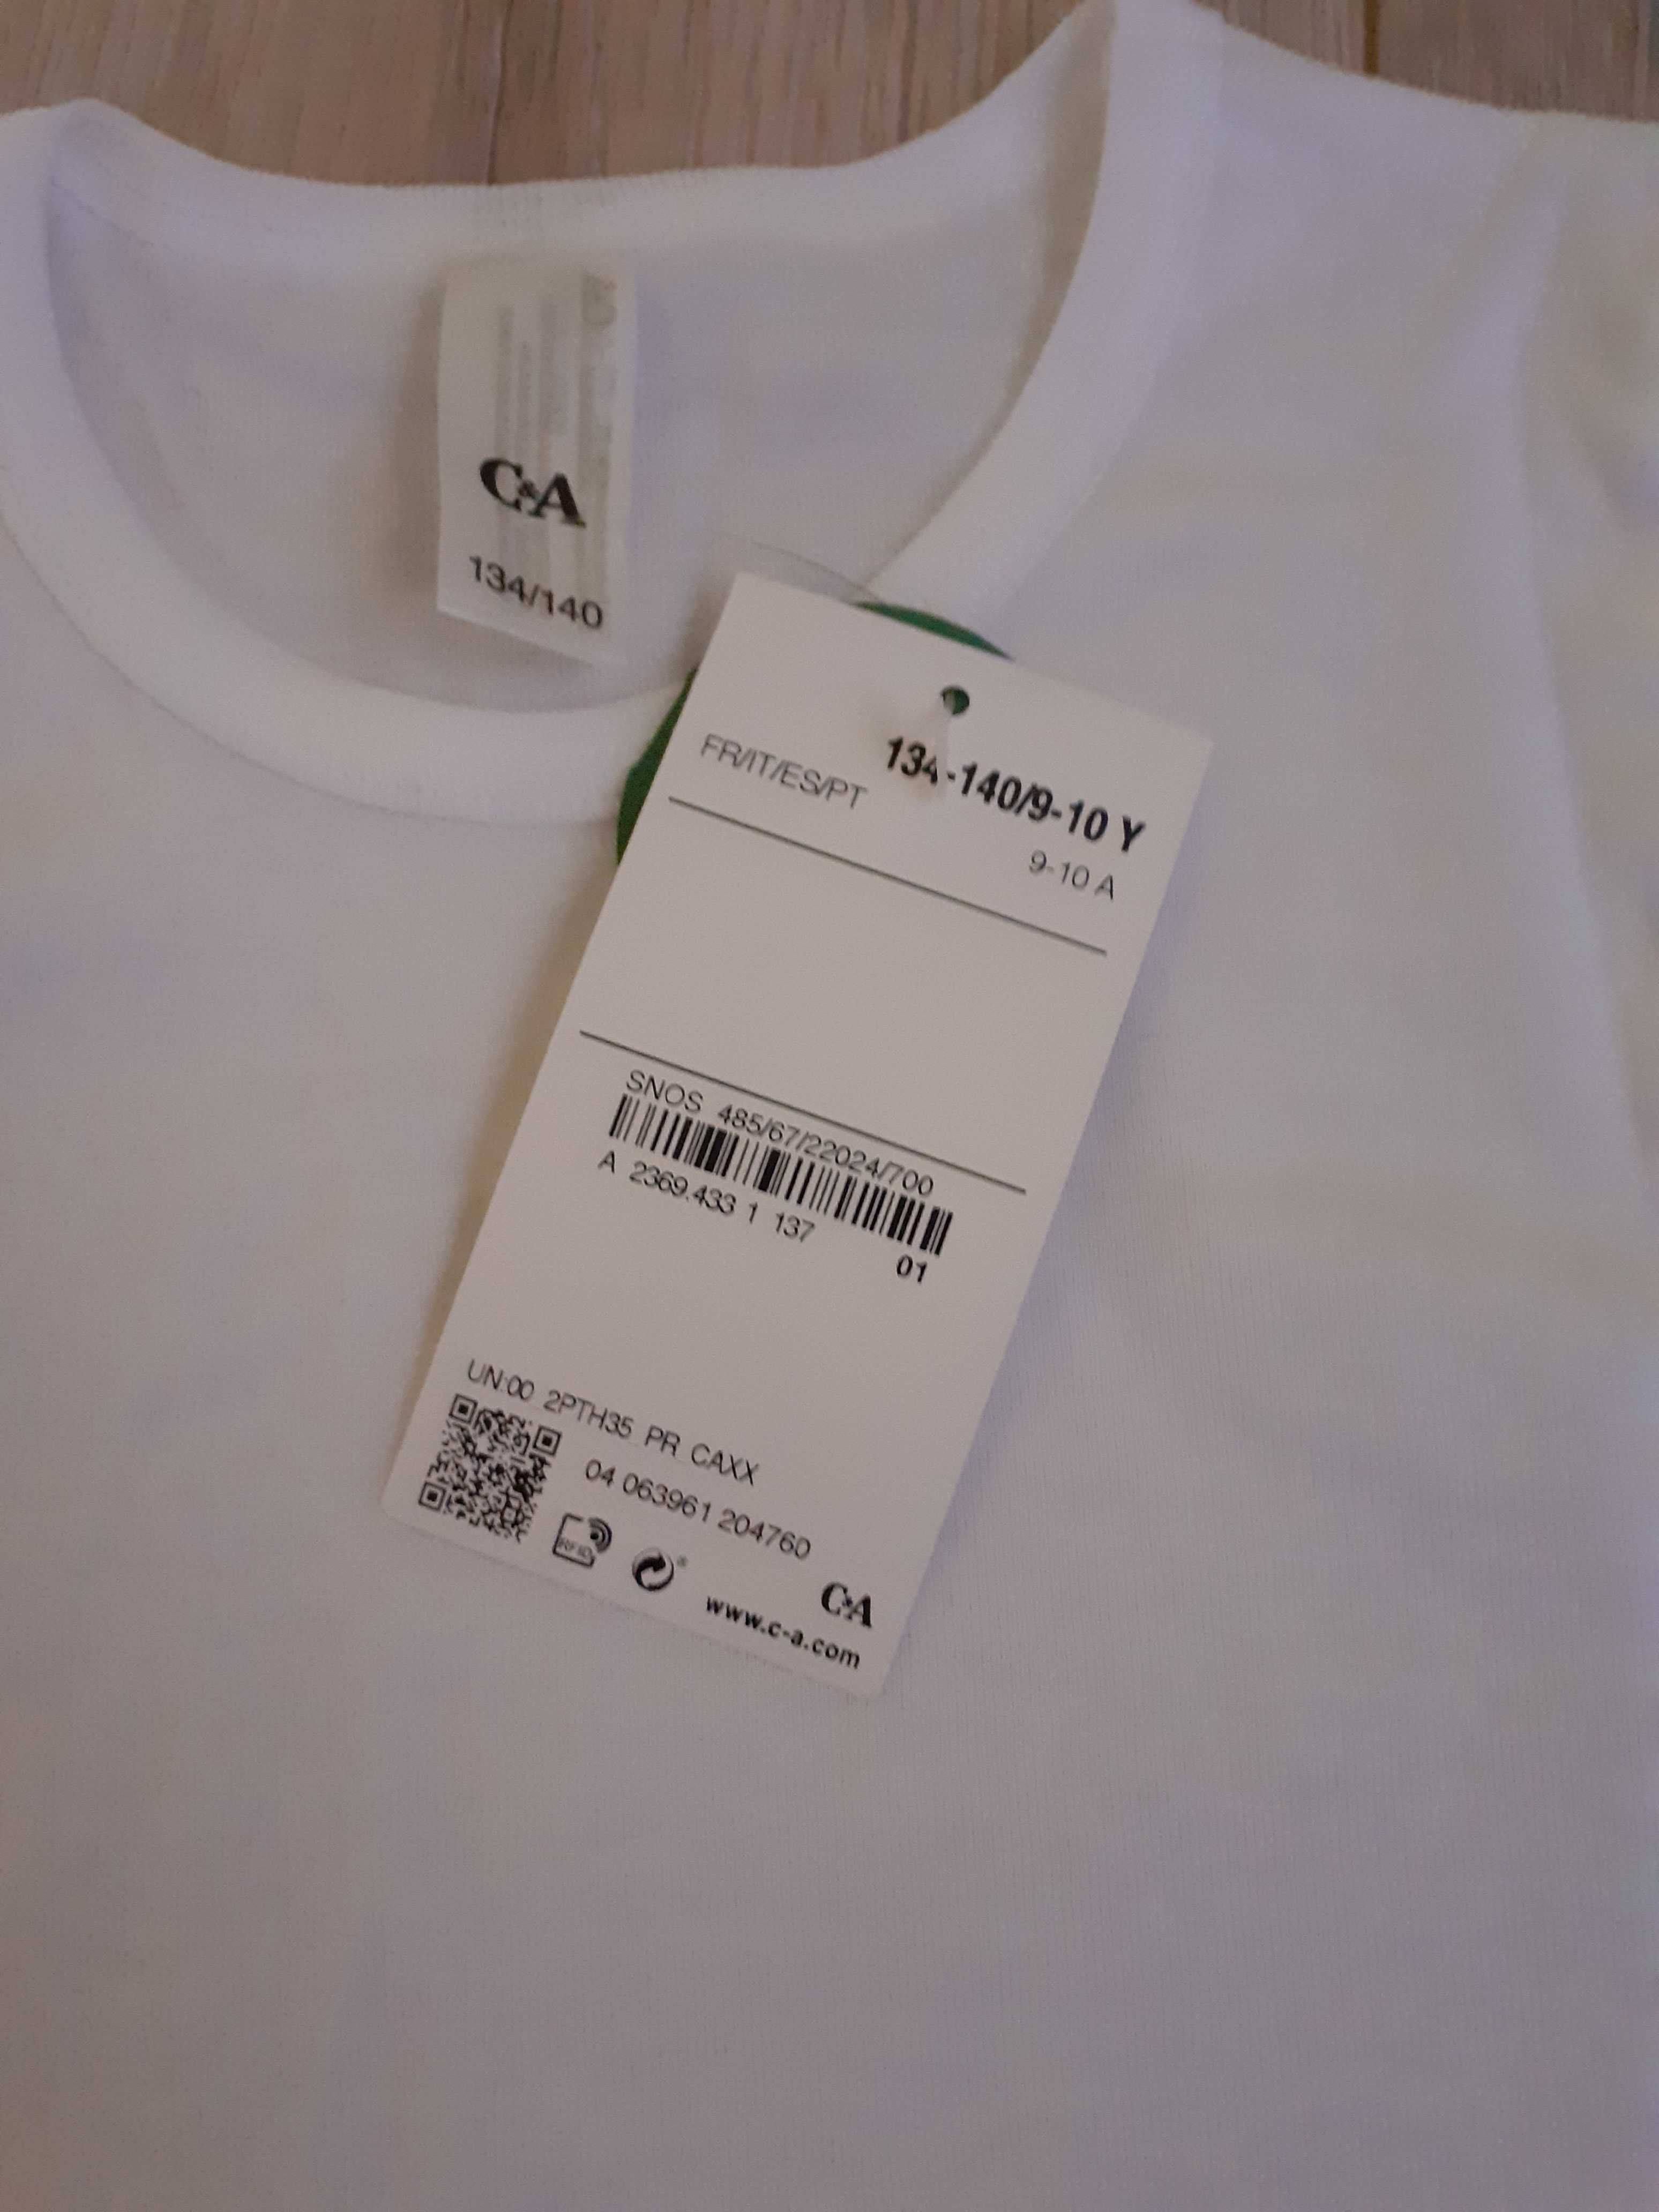 C&A
134/140
134-140/9-10 Y
FR/IT/ES/PT 9-10 A
SNOS 485/67/22024/700
A 2369.433 1 137 01
UN:00 2PTH35 PR CAXX
04 063961 204760
RFID
C&A
www.c-a.com